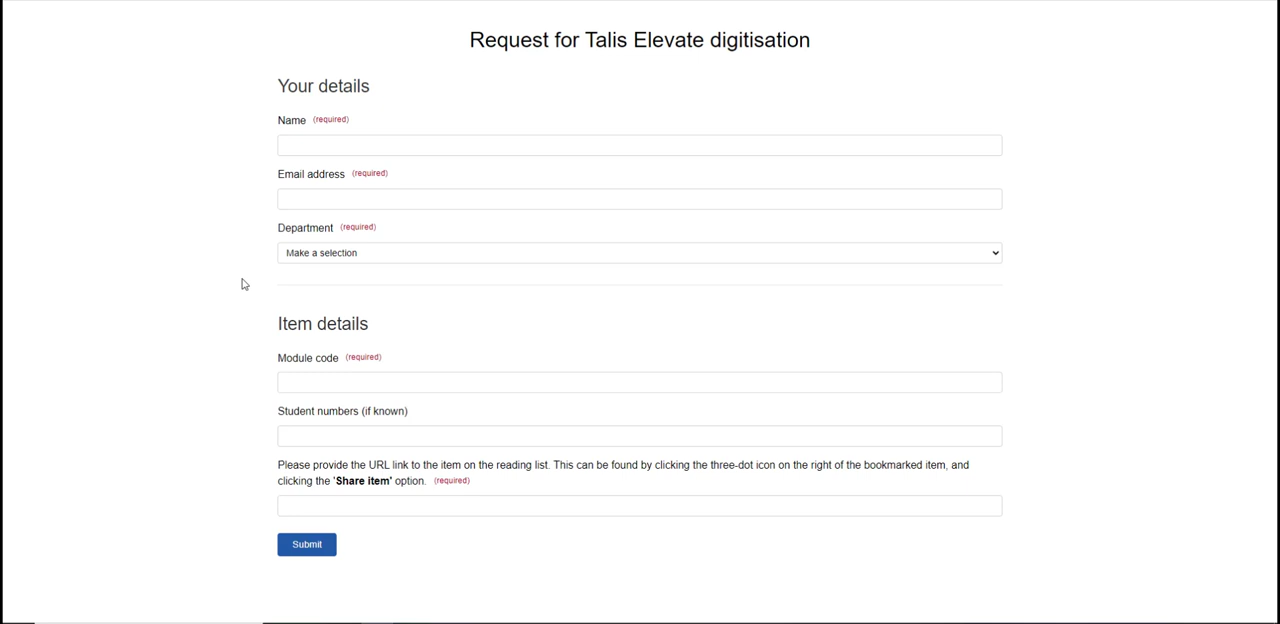 Request for Talis Elevate digitisation
Your details
Name (required)
Email address (required)
Department (required)
Make a selection
Item details
Module code (required)
Student numbers (if known)
Please provide the URL link to the item on the reading list. This can be found by clicking the three-dot icon on the right of the bookmarked item, and
clicking the 'Share item' option. (required)
Submit